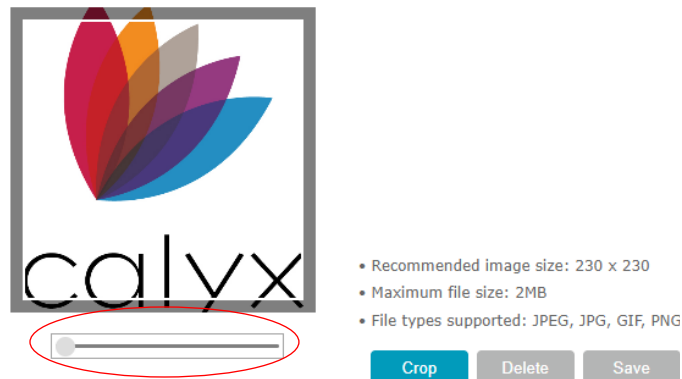 calyx
• Recommended image size: 230 x 230
• Maximum file size: 2MB
• File types supported: JPEG, JPG, GIF, PNG
Crop Delete Save